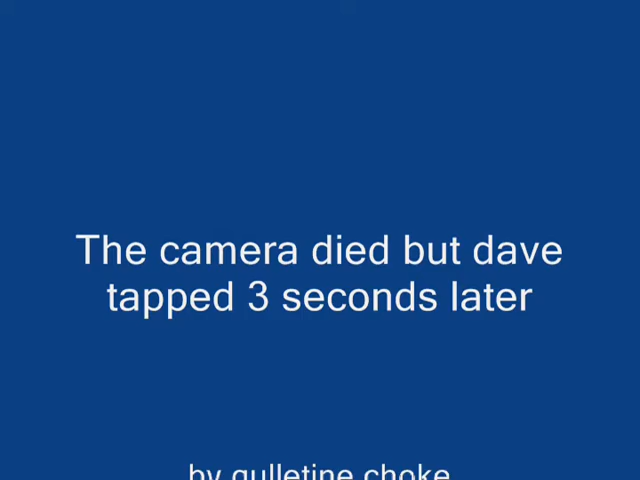 The camera died but dave
tapped 3 seconds later
by gulletine choke